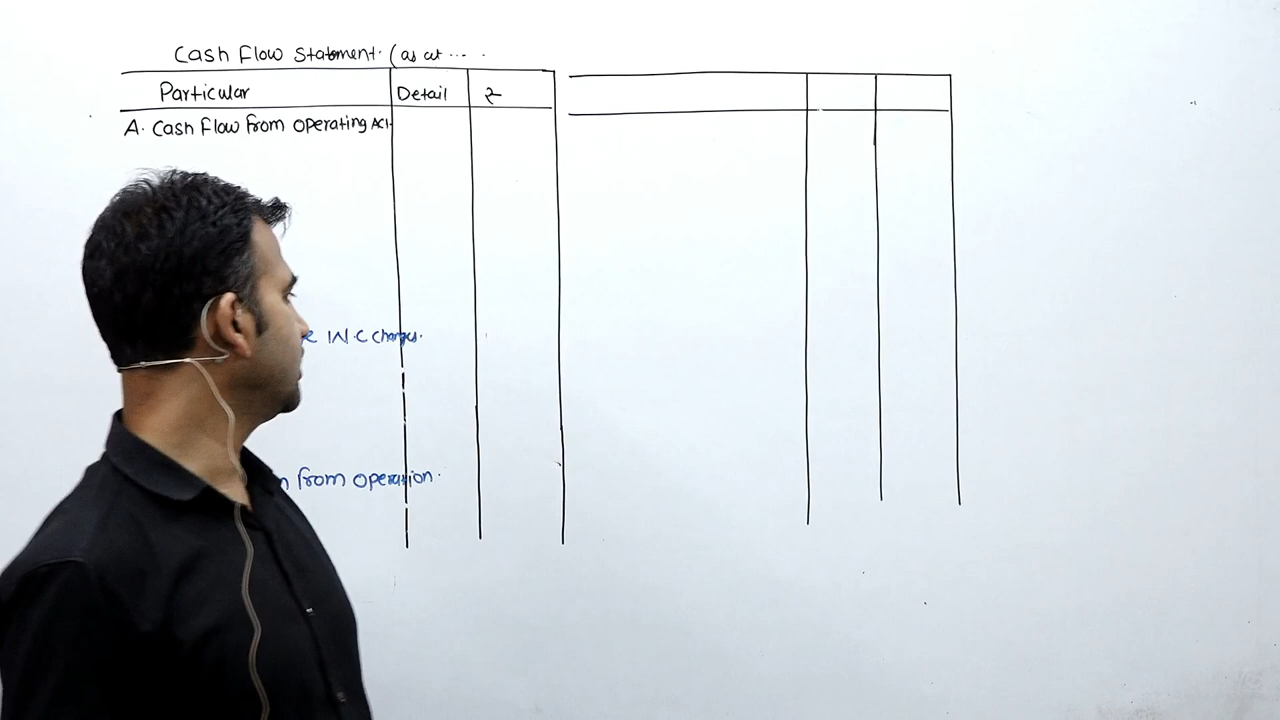 Cash Flow Statement. (as at .....
Particular Detail ₹
A. Cash Flow From Operating Act.
W.C Changes.
From Operation.